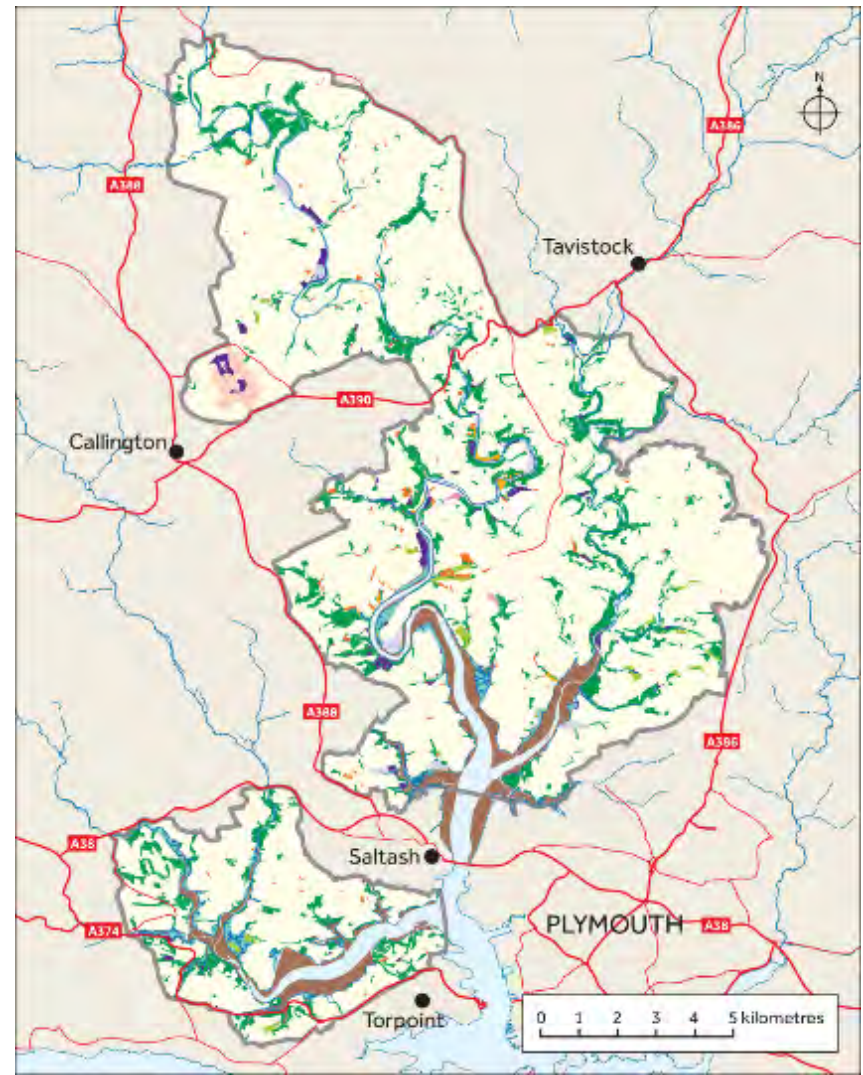 N
A386
A388
Tavistock
A390
Callington
A388
A386
A38
Saltash
PLYMOUTH
A38
A374
Torpoint
0 1 2 3 4 5 kilometres